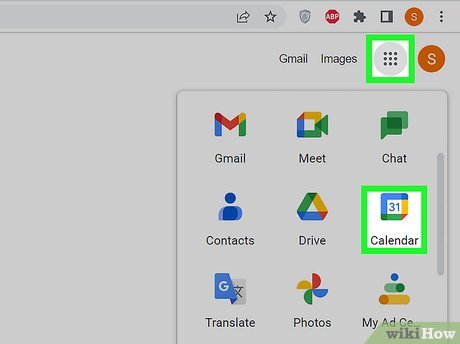 ABP
S
Gmail Images S
Gmail Meet Chat
31
Contacts Drive Calendar
G
Translate Photos My Ad Ce...
wikiHow